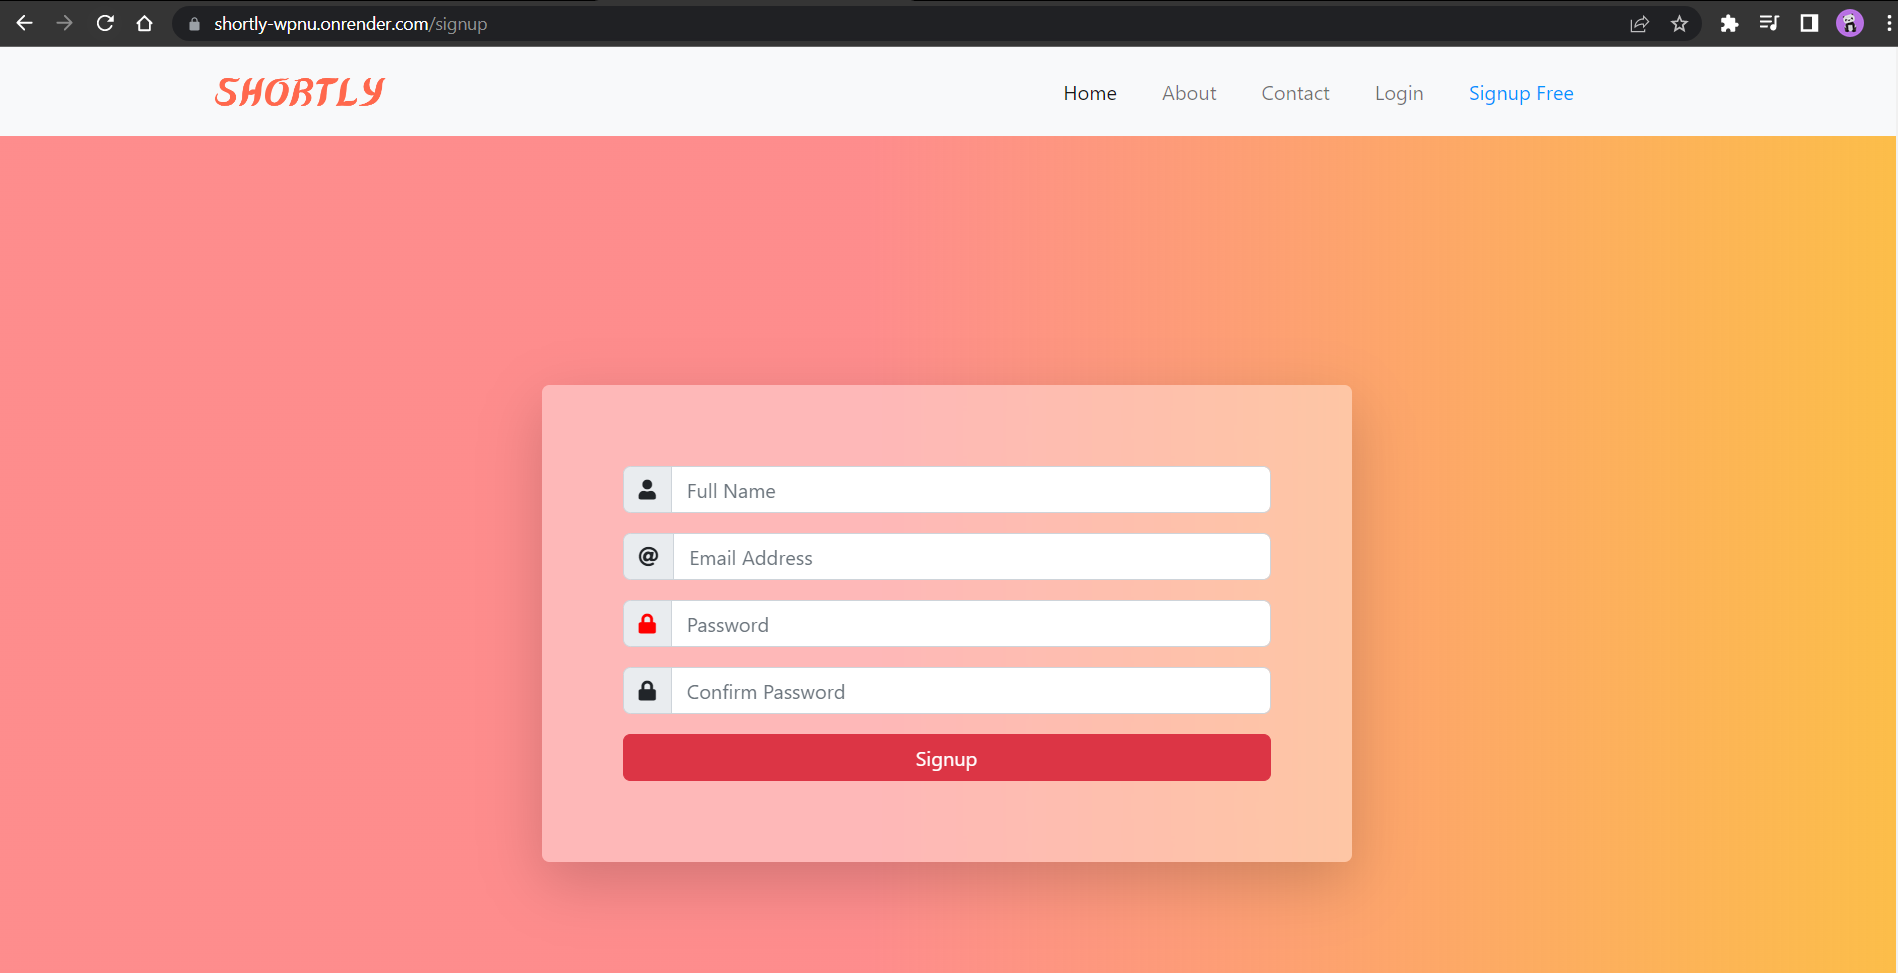 shortly-wpnu.onrender.com/signup
SHORTLY
Home About Contact Login Signup Free
Full Name
@ Email Address
Password
Confirm Password
Signup